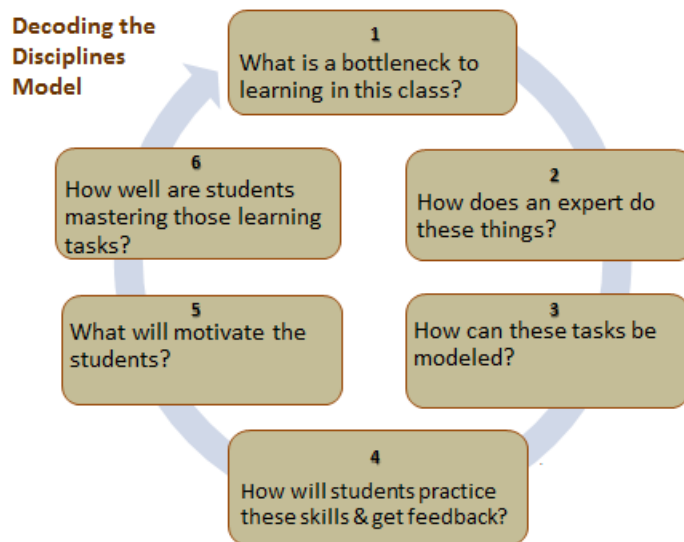 Decoding the
Disciplines
Model
1
What is a bottleneck to
learning in this class?
2
How does an expert do
these things?
3
How can these tasks be
modeled?
4
How will students practice
these skills & get feedback?
5
What will motivate the
students?
6
How well are students
mastering those learning
tasks?